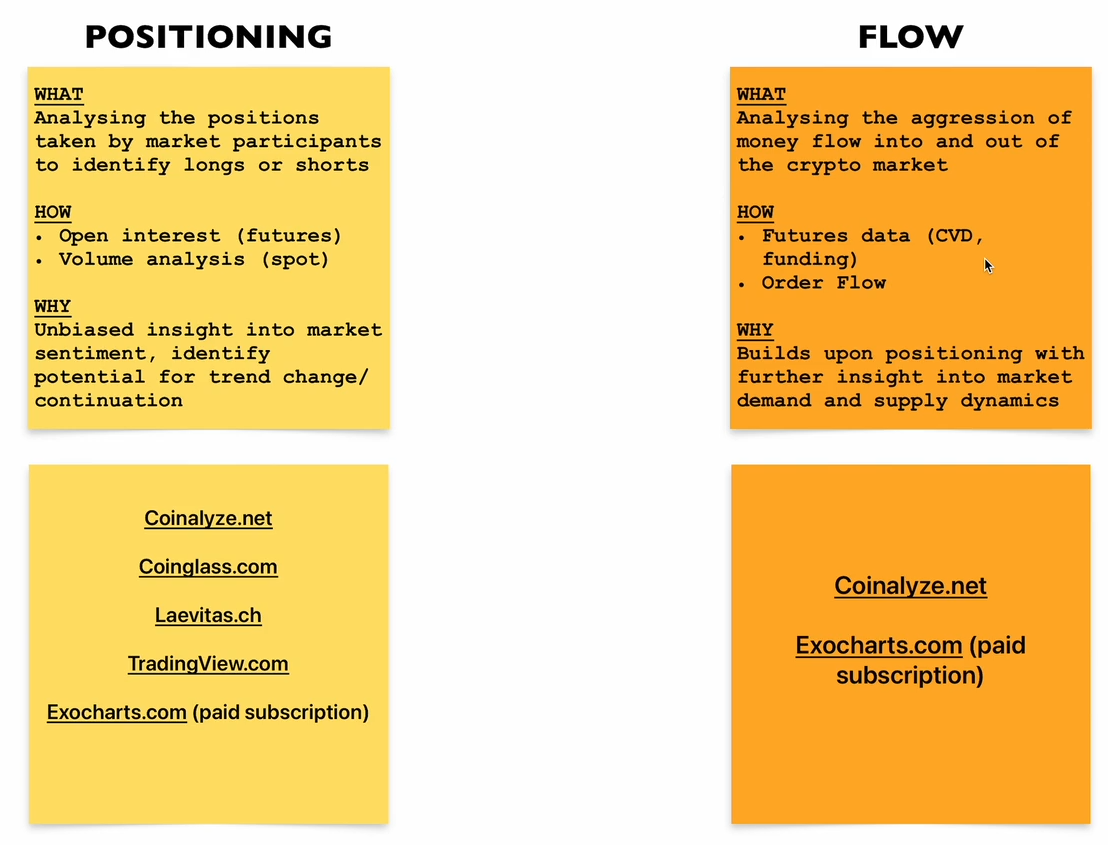 POSITIONING
WHAT
Analysing the positions
taken by market participants
to identify longs or shorts
HOW
• Open interest (futures)
• Volume analysis (spot)
WHY
Unbiased insight into market
sentiment, identify
potential for trend change/
continuation
Coinalyze.net
Coinglass.com
Laevitas.ch
TradingView.com
Exocharts.com (paid subscription)
FLOW
WHAT
Analysing the aggression of
money flow into and out of
the crypto market
HOW
• Futures data (CVD,
funding)
• Order Flow
WHY
Builds upon positioning with
further insight into market
demand and supply dynamics
Coinalyze.net
Exocharts.com (paid
subscription)